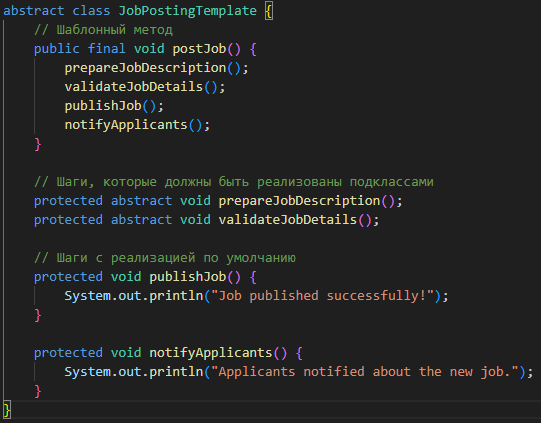 abstract class JobPostingTemplate {
// Шаблонный метод
public final void postJob() {
prepareJobDescription();
validateJobDetails();
publishJob();
notifyApplicants();
}
// Шаги, которые должны быть реализованы подклассами
protected abstract void prepareJobDescription();
protected abstract void validateJobDetails();
// Шаги с реализацией по умолчанию
protected void publishJob() {
System.out.println("Job published successfully!");
}
protected void notifyApplicants() {
System.out.println("Applicants notified about the new job.");
}
}